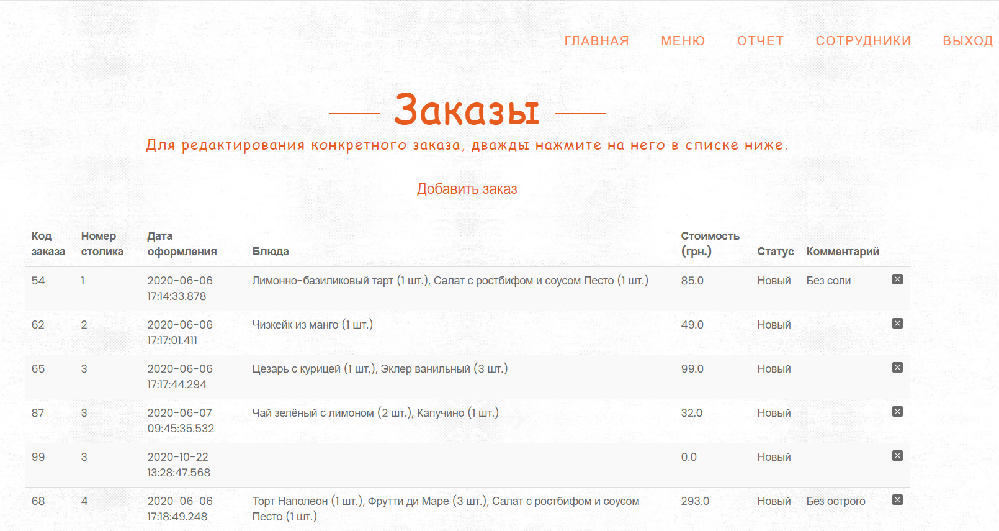 ГЛАВНАЯ МЕНЮ ОТЧЕТ СОТРУДНИКИ ВЫХОД
Заказы
Для редактирования конкретного заказа, дважды нажмите на него в списке ниже.
Добавить заказ
Код заказа Номер столика Дата оформления Блюда Стоимость (грн.) Статус Комментарий
54 1 2020-06-06 Лимонно-базиликовый тарт (1 шт.), Салат с ростбифом и соусом Песто (1 шт.) 85.0 Новый Без соли
17:14:33.878
62 2 2020-06-06 Чизкейк из манго (1 шт.) 49.0 Новый
17:17:01.411
65 3 2020-06-06 Цезарь с курицей (1 шт.), Эклер ванильный (3 шт.) 99.0 Новый
17:17:44.294
87 3 2020-06-07 Чай зелёный с лимоном (2 шт.), Капучино (1 шт.) 32.0 Новый
09:45:35.532
99 3 2020-10-22 0.0 Новый
13:28:47.568
68 4 2020-06-06 Торт Наполеон (1 шт.), Фрутти ди Маре (3 шт.), Салат с ростбифом и соусом 293.0 Новый Без острого
17:18:49.248 Песто (1 шт.)